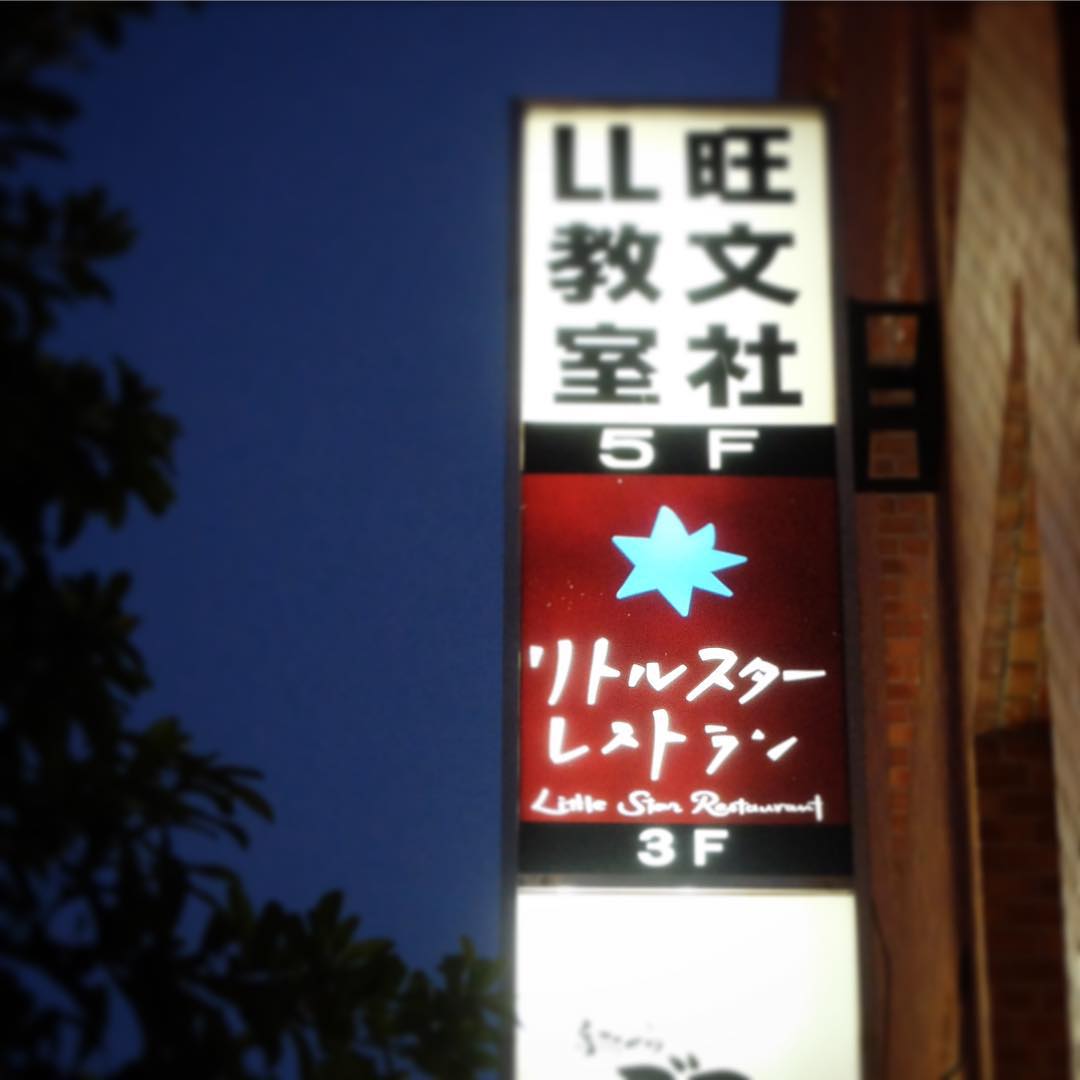 旺文社
LL教室
5F
リトルスター
レストラン
Little Star Restaurant
3F